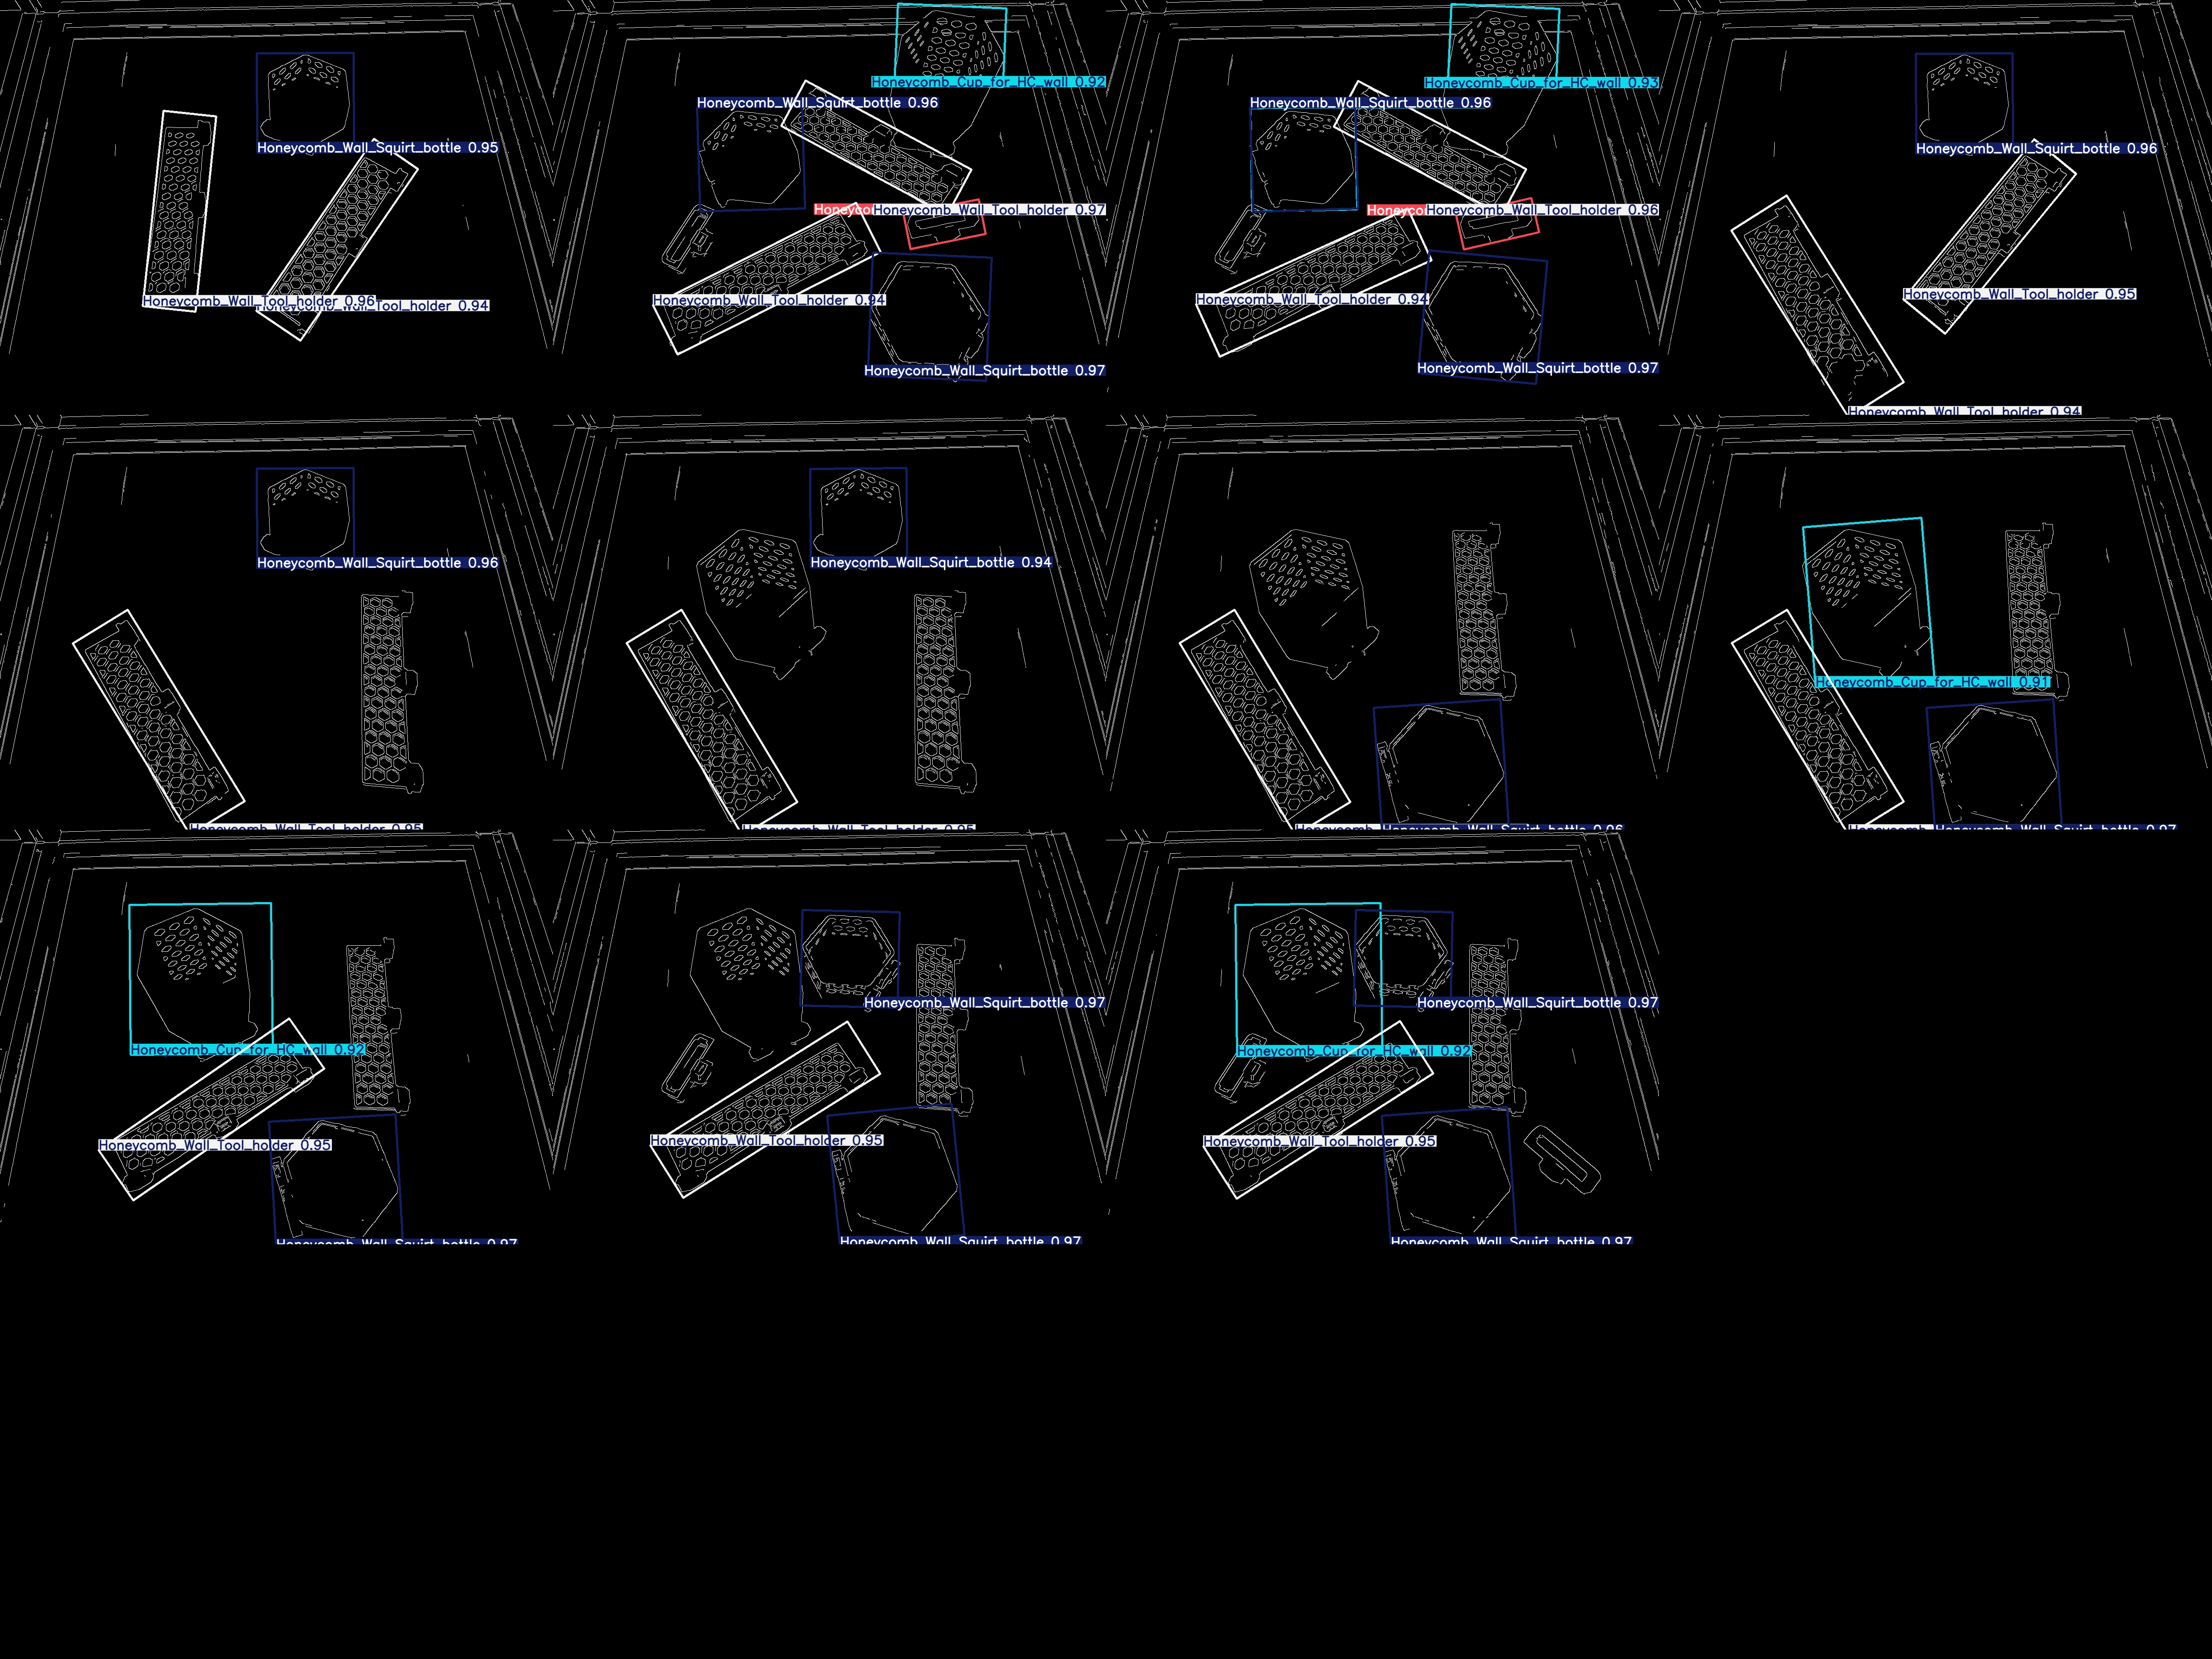 Honeycomb_Wall_Squirt_bottle 0.95
Honeycomb_Wall_Tool_holder 0.96
Tool_holder 0.94
Honeycomb_Cup_for_HC_wall 0.92
Honeycomb_Wall_Squirt_bottle 0.96
Honeyco
Honeycomb_Wall_Tool_holder 0.97
Honeycomb_Wall_Tool_holder 0.94
Honeycomb_Wall_Squirt_bottle 0.97
Honeycomb_Cup_for_HC_wall 0.93
Honeycomb_Wall_Squirt_bottle 0.96
Honeycom
Honeycomb_Wall_Tool_holder 0.96
Honeycomb_Wall_Tool_holder 0.94
Honeycomb_Wall_Squirt_bottle 0.97
Honeycomb_Wall_Squirt_bottle 0.96
Honeycomb_Wall_Tool_holder 0.95
Honeycomb_Wall_Tool_holder 0.94
Honeycomb_Wall_Squirt_bottle 0.96
Honeycomb_Wall_Tool_holder 0.95
Honeycomb_Wall_Squirt_bottle 0.94
Honeycomb_Wall_Tool_holder 0.95
Honeycomb_
Honeycomb_Wall_Squirt_bottle 0.96
Honeycomb_Cup_for_HC_wall 0.91
Honeycomb_
Honeycomb_Wall_Squirt_bottle 0.97
Honeycomb_Cup_for_HC_wall 0.92
Honeycomb_Wall_Tool_holder 0.95
Honeycomb_Wall_Squirt_bottle 0.97
Honeycomb_Wall_Squirt_bottle 0.97
Honeycomb_Wall_Tool_holder 0.95
Honeycomb_Wall_Squirt_bottle 0.97
Honeycomb_Wall_Squirt_bottle 0.97
Honeycomb_Cup_for_HC_wall 0.92
Honeycomb_Wall_Tool_holder 0.95
Honeycomb_Wall_Squirt_bottle 0.97